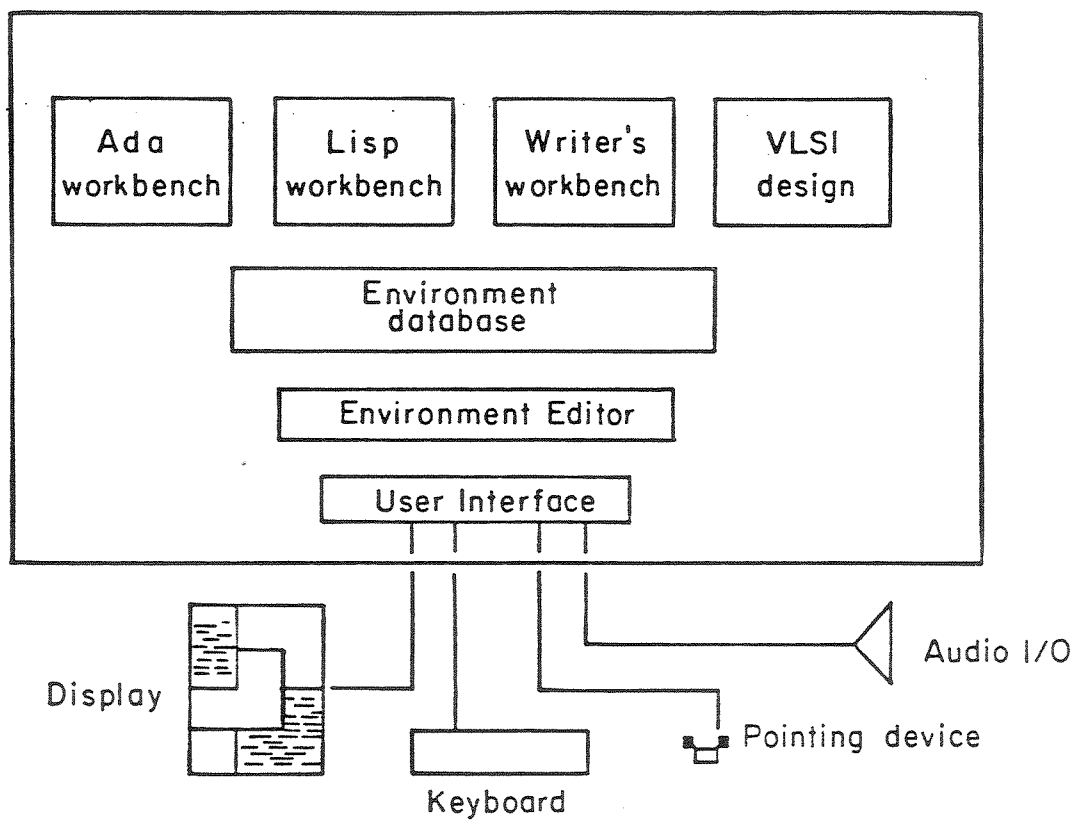 Ada
workbench
Lisp
workbench
Writer's
workbench
VLSI
design
Environment
database
Environment Editor
User Interface
Display
Audio I/O
Pointing device
Keyboard